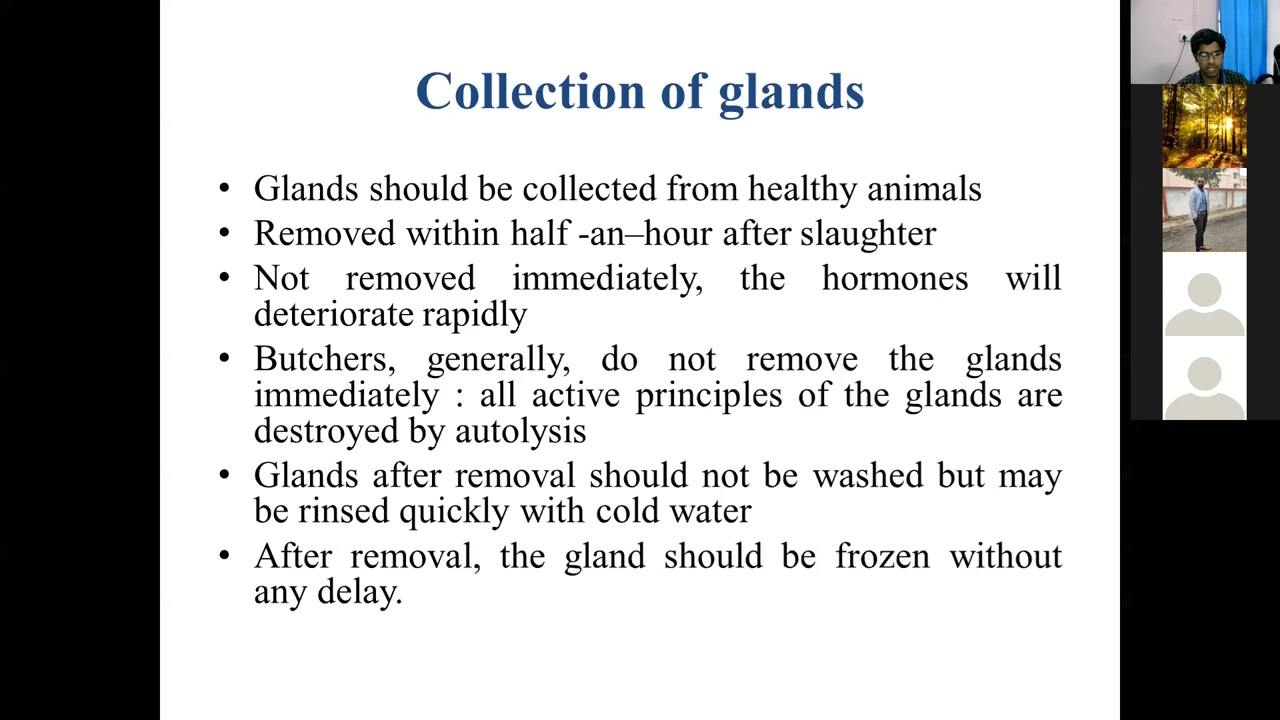 Collection of glands
• Glands should be collected from healthy animals
• Removed within half -an–hour after slaughter
• Not removed immediately, the hormones will
deteriorate rapidly
• Butchers, generally, do not remove the glands
immediately : all active principles of the glands are
destroyed by autolysis
• Glands after removal should not be washed but may
be rinsed quickly with cold water
• After removal, the gland should be frozen without
any delay.